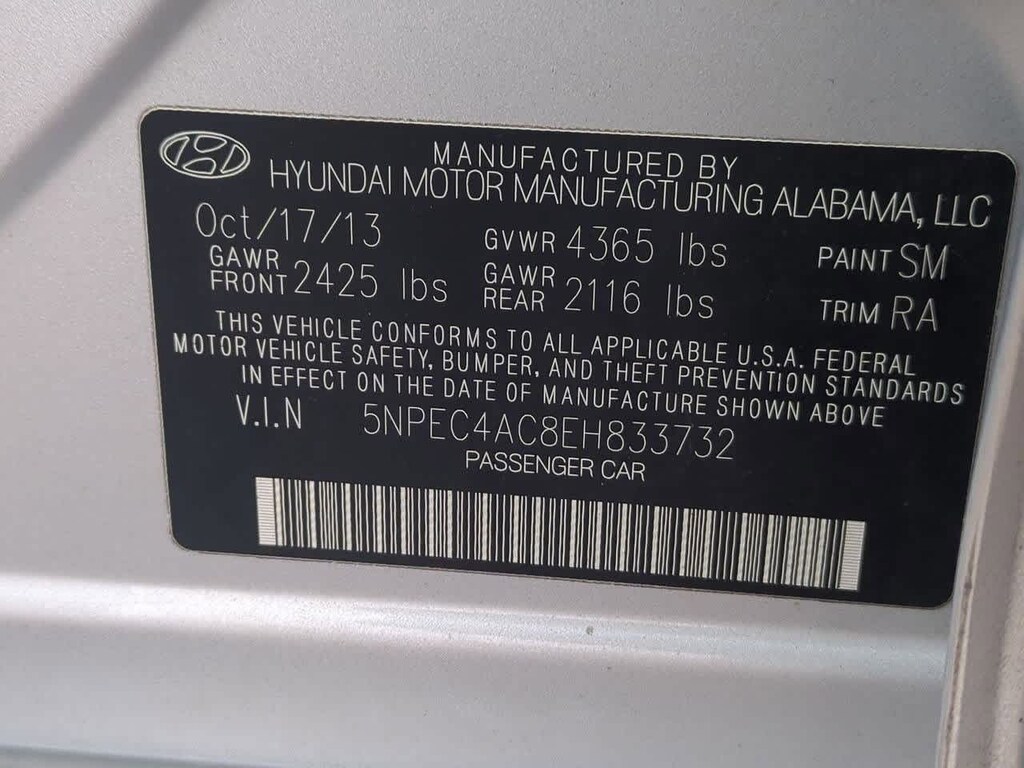 MANUFACTURED BY
HYUNDAI MOTOR MANUFACTURING ALABAMA, LLC
Oct/17/13 GVWR 4365 lbs PAINT SM
GAWR FRONT 2425 lbs GAWR REAR 2116 lbs TRIM RA
THIS VEHICLE CONFORMS TO ALL APPLICABLE U.S.A. FEDERAL
MOTOR VEHICLE SAFETY, BUMPER, AND THEFT PREVENTION STANDARDS
IN EFFECT ON THE DATE OF MANUFACTURE SHOWN ABOVE
V.I.N 5NPEC4AC8EH833732
PASSENGER CAR